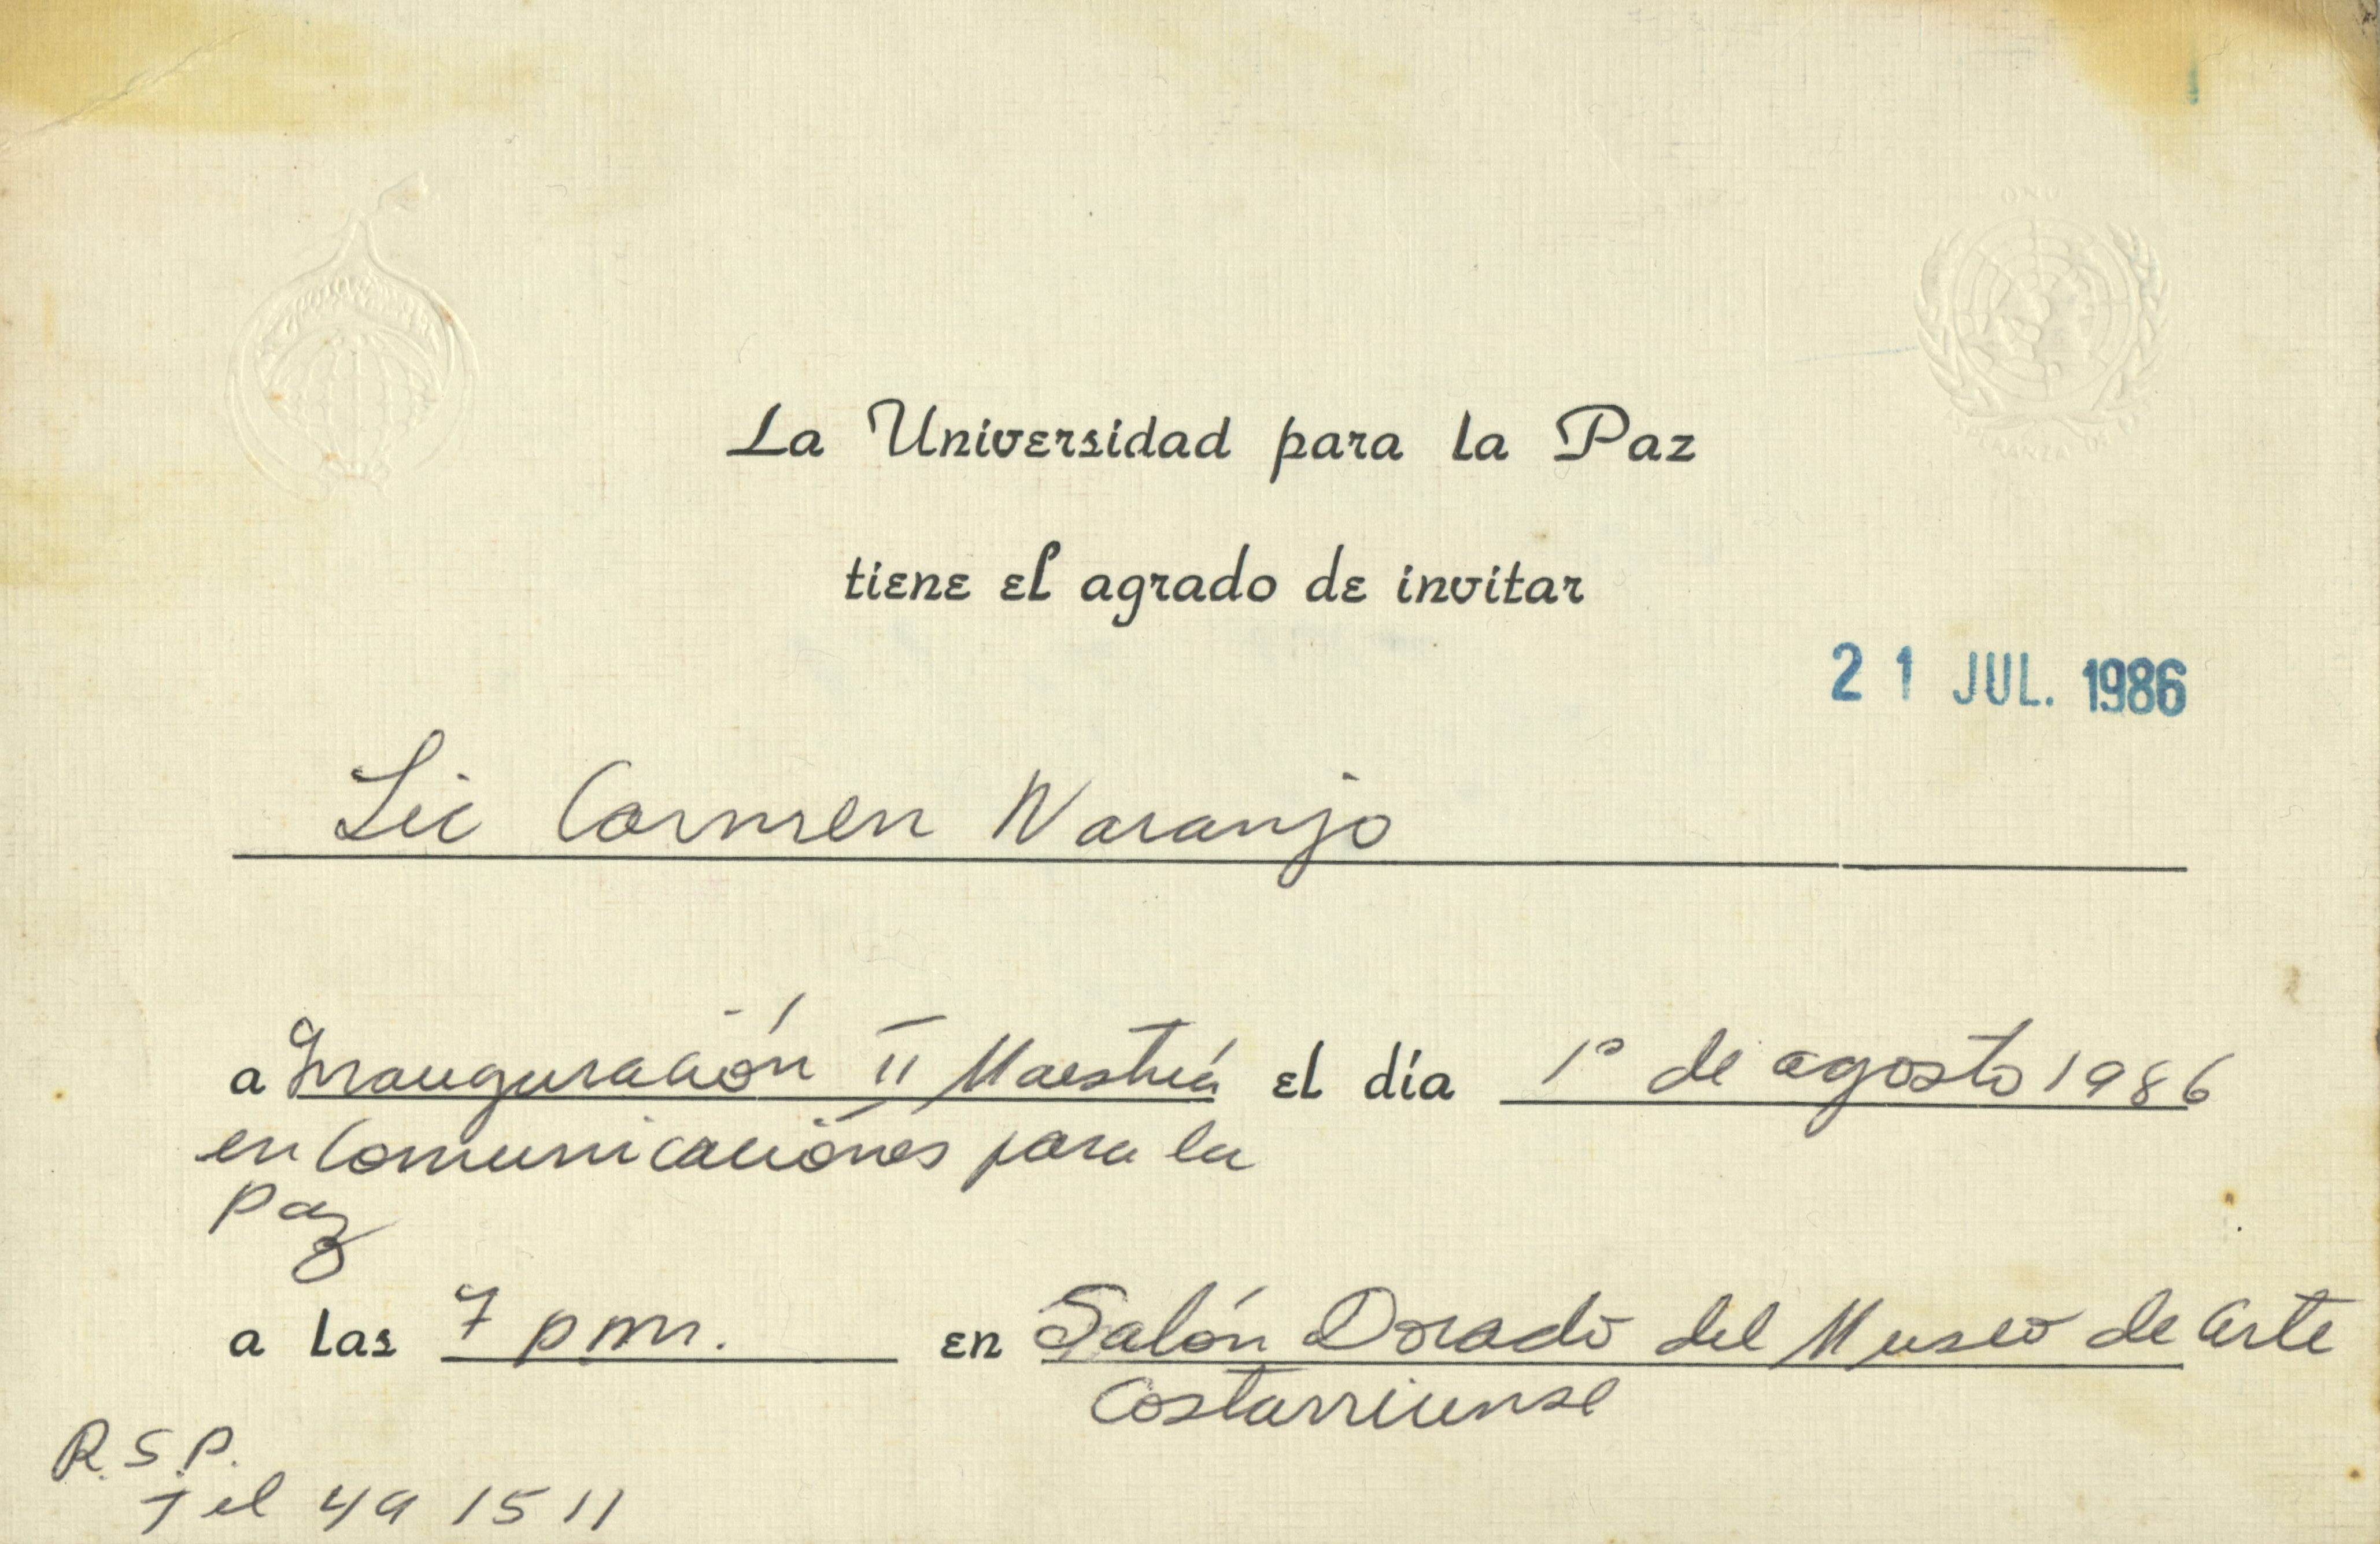 La Universidad para la Paz
tiene el agrado de invitar
21 JUL. 1986
Lic Carmen Naranjo
a Inauguración II Maestría el día 1º de agosto 1986
en Comunicaciones para la
Paz
a las 7 pm. en Salón Dorado del Museo de Arte
Costarricense
R.S.P.
Tel 49 15 11